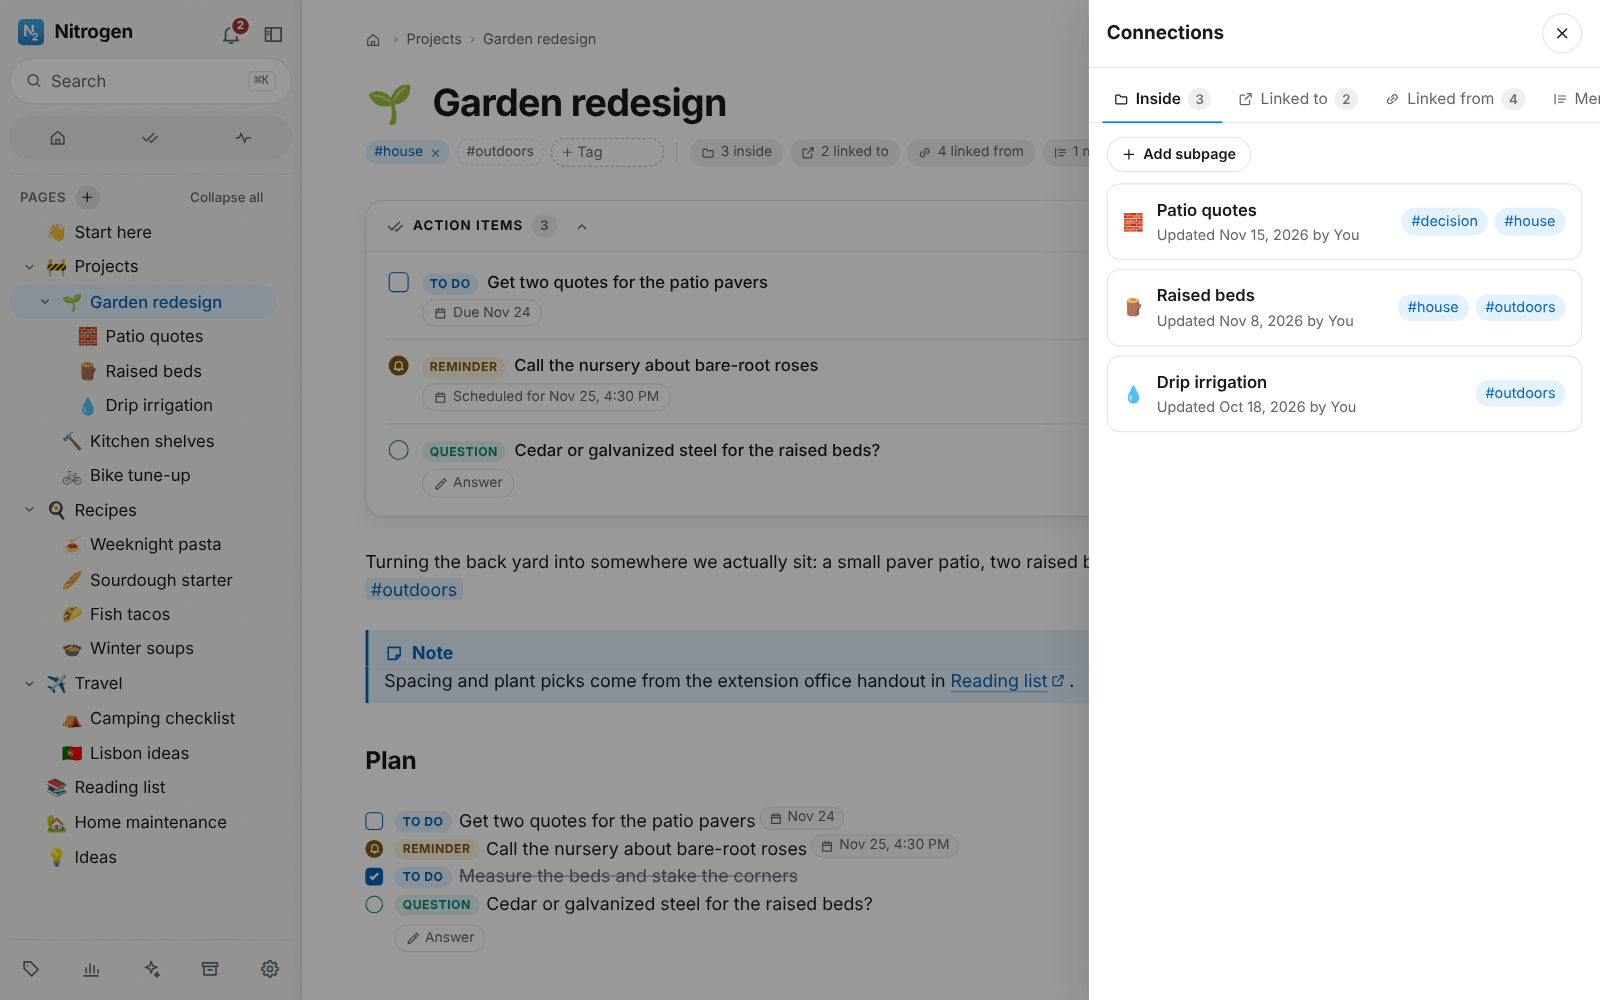 Nitrogen
2
Search
⌘K
PAGES
Collapse all
Start here
Projects
Garden redesign
Patio quotes
Raised beds
Drip irrigation
Kitchen shelves
Bike tune-up
Recipes
Weeknight pasta
Sourdough starter
Fish tacos
Winter soups
Travel
Camping checklist
Lisbon ideas
Reading list
Home maintenance
Ideas
Projects › Garden redesign
Garden redesign
#house × #outdoors + Tag 3 inside 2 linked to 4 linked from 1
ACTION ITEMS 3
TO DO Get two quotes for the patio pavers
Due Nov 24
REMINDER Call the nursery about bare-root roses
Scheduled for Nov 25, 4:30 PM
QUESTION Cedar or galvanized steel for the raised beds?
Answer
Turning the back yard into somewhere we actually sit: a small paver patio, two raised
#outdoors
Note
Spacing and plant picks come from the extension office handout in Reading list .
Plan
TO DO Get two quotes for the patio pavers Nov 24
REMINDER Call the nursery about bare-root roses Nov 25, 4:30 PM
TO DO Measure the beds and stake the corners
QUESTION Cedar or galvanized steel for the raised beds?
Answer
Connections
Inside 3 Linked to 2 Linked from 4
+ Add subpage
Patio quotes
Updated Nov 15, 2026 by You
#decision #house
Raised beds
Updated Nov 8, 2026 by You
#house #outdoors
Drip irrigation
Updated Oct 18, 2026 by You
#outdoors